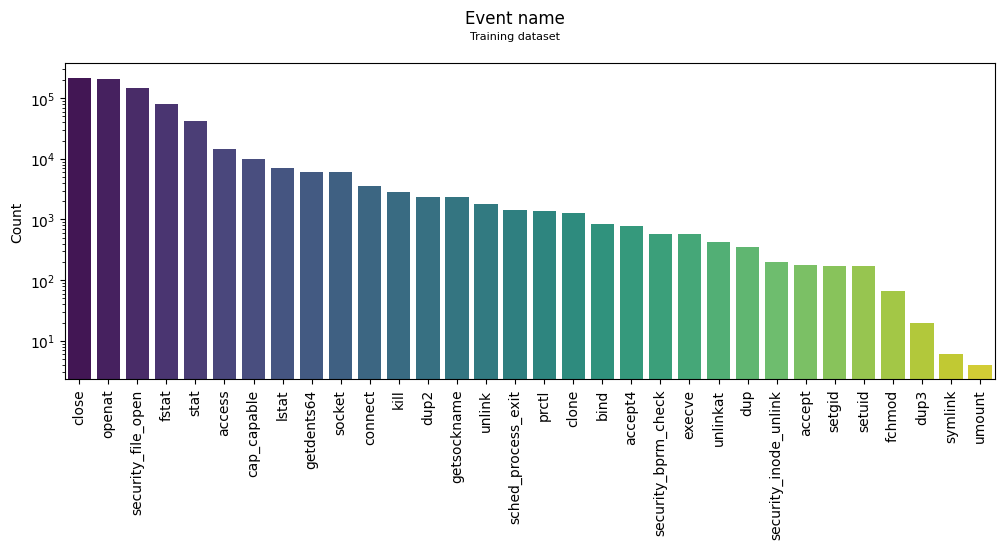 Event name
Training dataset
Count
10^5
10^4
10^3
10^2
10^1
close
openat
security_file_open
fstat
stat
access
cap_capable
lstat
getdents64
socket
connect
kill
dup2
getsockname
unlink
sched_process_exit
prctl
clone
bind
accept4
security_bprm_check
execve
unlinkat
dup
security_inode_unlink
accept
setgid
setuid
fchmod
dup3
symlink
umount